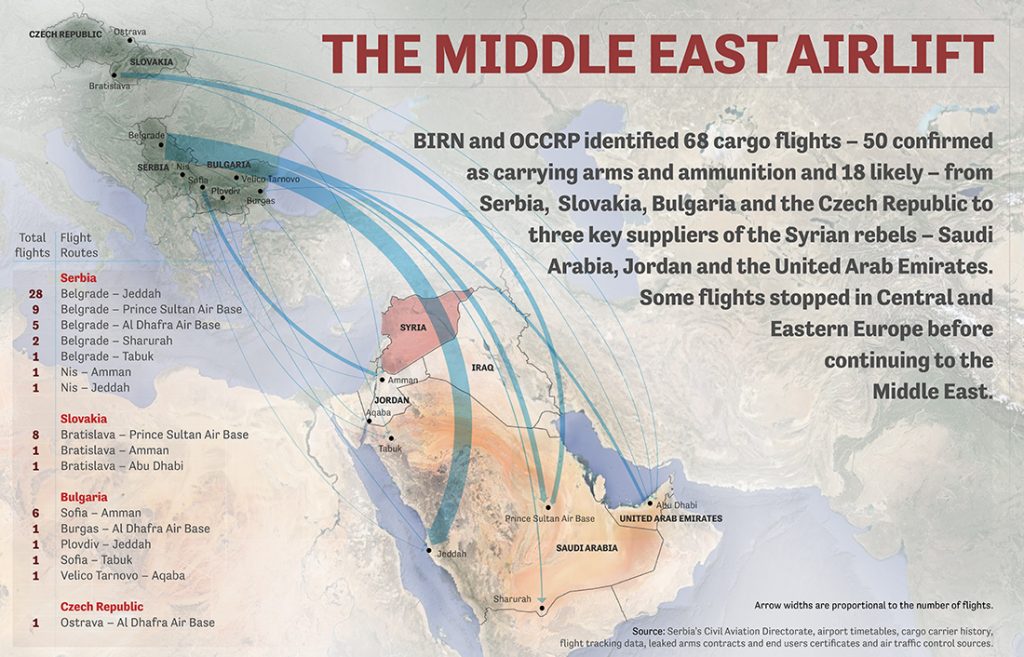 THE MIDDLE EAST AIRLIFT
BIRN and OCCRP identified 68 cargo flights – 50 confirmed
as carrying arms and ammunition and 18 likely – from
Serbia, Slovakia, Bulgaria and the Czech Republic to
three key suppliers of the Syrian rebels – Saudi
Arabia, Jordan and the United Arab Emirates.
Some flights stopped in Central and
Eastern Europe before
continuing to the
Middle East.
CZECH REPUBLIC
Ostrava
SLOVAKIA
Bratislava
Belgrade
SERBIA
Nis
BULGARIA
Sofia
Velico Tarnovo
Plovdiv
Burgas
Total flights
Flight Routes
Serbia
28 Belgrade – Jeddah
9 Belgrade – Prince Sultan Air Base
5 Belgrade – Al Dhafra Air Base
2 Belgrade – Sharurah
1 Belgrade – Tabuk
1 Nis – Amman
1 Nis – Jeddah
Slovakia
8 Bratislava – Prince Sultan Air Base
1 Bratislava – Amman
1 Bratislava – Abu Dhabi
Bulgaria
6 Sofia – Amman
1 Burgas – Al Dhafra Air Base
1 Plovdiv – Jeddah
1 Sofia – Tabuk
1 Velico Tarnovo – Aqaba
Czech Republic
1 Ostrava – Al Dhafra Air Base
SYRIA
IRAQ
Amman
JORDAN
Aqaba
Tabuk
Prince Sultan Air Base
Abu Dhabi
UNITED ARAB EMIRATES
Jeddah
SAUDI ARABIA
Sharurah
Arrow widths are proportional to the number of flights.
Source: Serbia's Civil Aviation Directorate, airport timetables, cargo carrier history,
flight tracking data, leaked arms contracts and end users certificates and air traffic control sources.